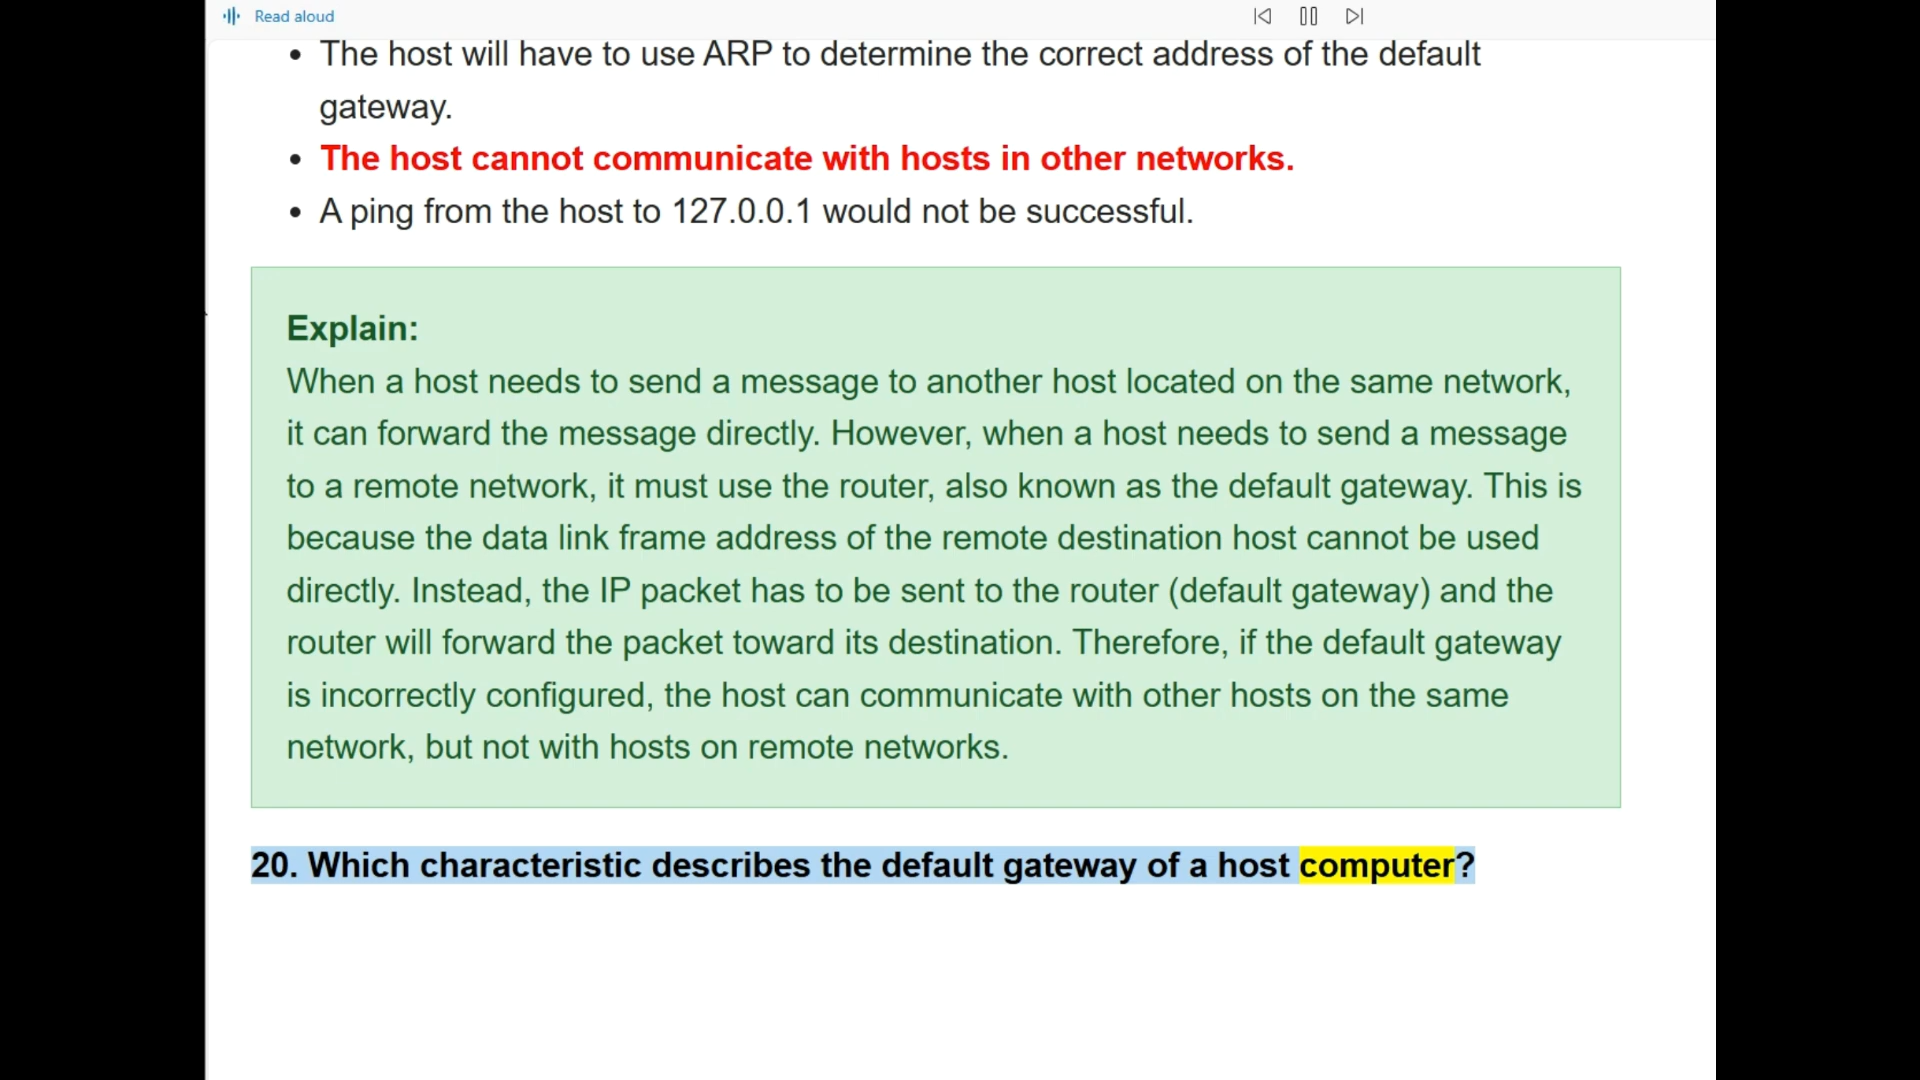 Read aloud
• The host will have to use ARP to determine the correct address of the default
gateway.
• The host cannot communicate with hosts in other networks.
• A ping from the host to 127.0.0.1 would not be successful.
Explain:
When a host needs to send a message to another host located on the same network,
it can forward the message directly. However, when a host needs to send a message
to a remote network, it must use the router, also known as the default gateway. This is
because the data link frame address of the remote destination host cannot be used
directly. Instead, the IP packet has to be sent to the router (default gateway) and the
router will forward the packet toward its destination. Therefore, if the default gateway
is incorrectly configured, the host can communicate with other hosts on the same
network, but not with hosts on remote networks.
20. Which characteristic describes the default gateway of a host computer?